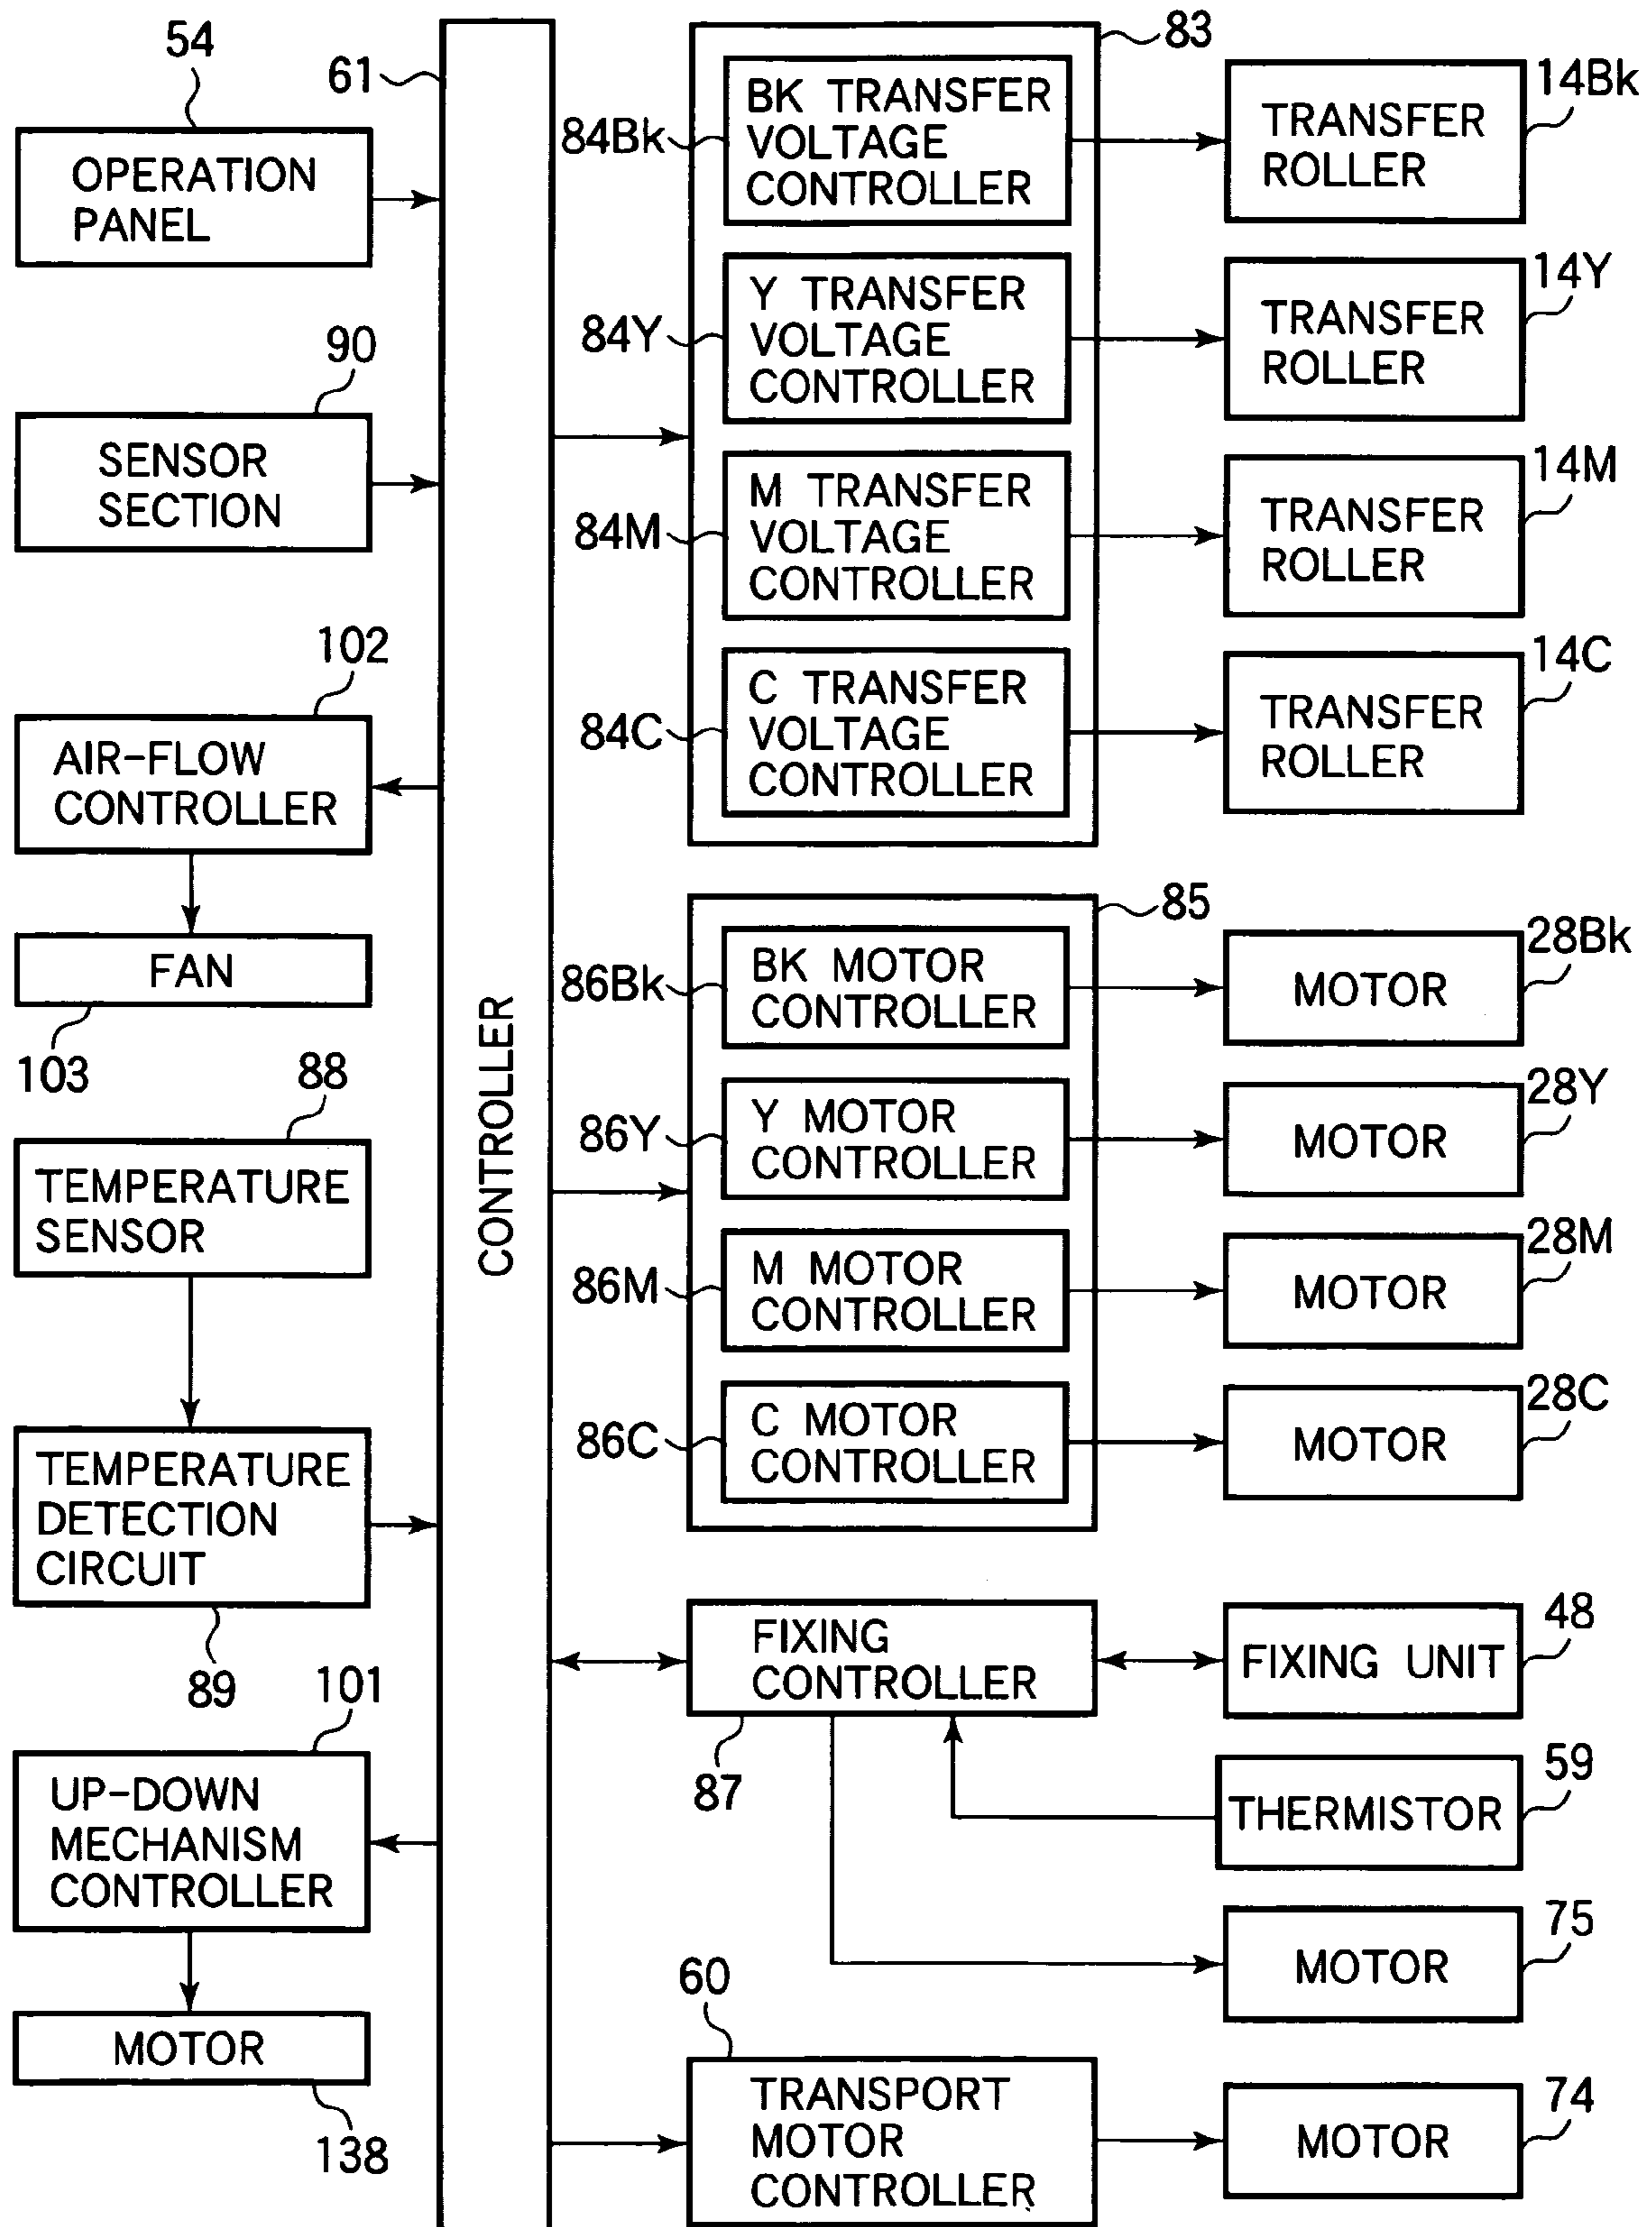 54
OPERATION
PANEL
90
SENSOR
SECTION
102
AIR-FLOW
CONTROLLER
FAN
103
88
TEMPERATURE
SENSOR
TEMPERATURE
DETECTION
CIRCUIT
89
101
UP-DOWN
MECHANISM
CONTROLLER
MOTOR
138
61
CONTROLLER
83
84Bk
BK TRANSFER
VOLTAGE
CONTROLLER
14Bk
TRANSFER
ROLLER
84Y
Y TRANSFER
VOLTAGE
CONTROLLER
14Y
TRANSFER
ROLLER
84M
M TRANSFER
VOLTAGE
CONTROLLER
14M
TRANSFER
ROLLER
84C
C TRANSFER
VOLTAGE
CONTROLLER
14C
TRANSFER
ROLLER
85
86Bk
BK MOTOR
CONTROLLER
28Bk
MOTOR
86Y
Y MOTOR
CONTROLLER
28Y
MOTOR
86M
M MOTOR
CONTROLLER
28M
MOTOR
86C
C MOTOR
CONTROLLER
28C
MOTOR
FIXING
CONTROLLER
87
48
FIXING UNIT
59
THERMISTOR
75
MOTOR
60
TRANSPORT
MOTOR
CONTROLLER
74
MOTOR